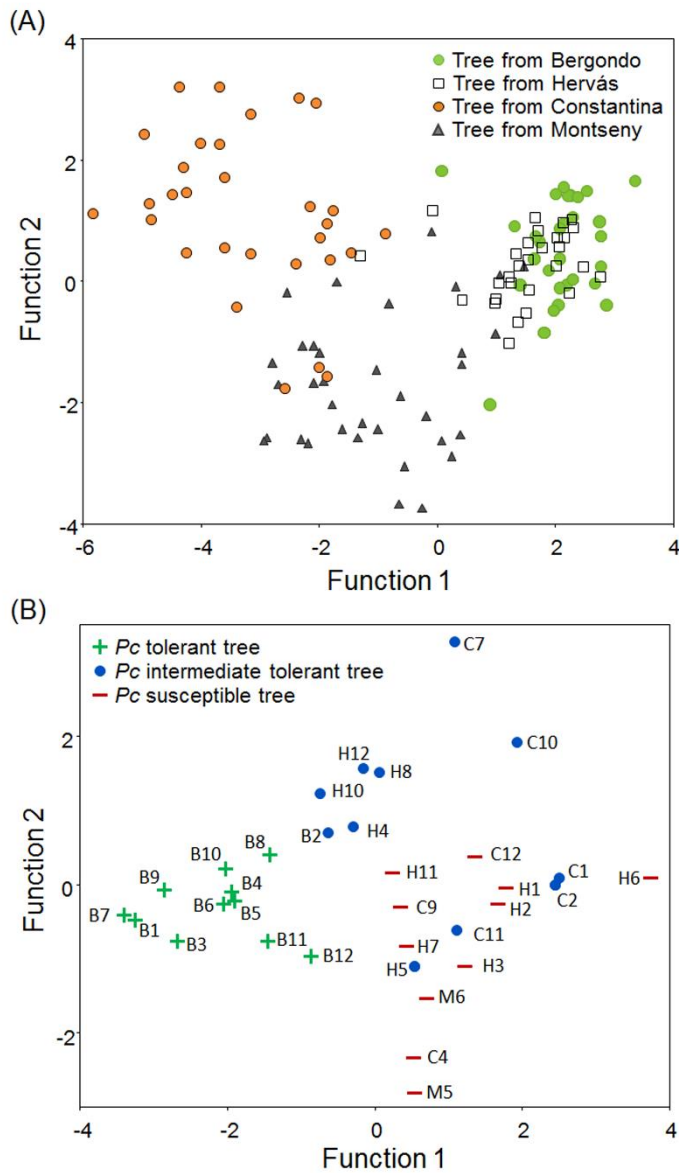 (A)
4
Tree from Bergondo
Tree from Hervás
Tree from Constantina
Tree from Montseny
2
Function 2
0
-2
-4
-6 -4 -2 0 2 4
Function 1
(B)
Pc tolerant tree
Pc intermediate tolerant tree
Pc susceptible tree
C7
2
C10
H12
H8
H10
B2
H4
B8
B10
C12
C1
H11
H6
B9
B4
H1
C2
Function 2
0
B6
B5
C9
H2
B7
B1
B3
B11
B12
H7
C11
H5
H3
M6
-2
C4
M5
-4 -2 0 2 4
Function 1